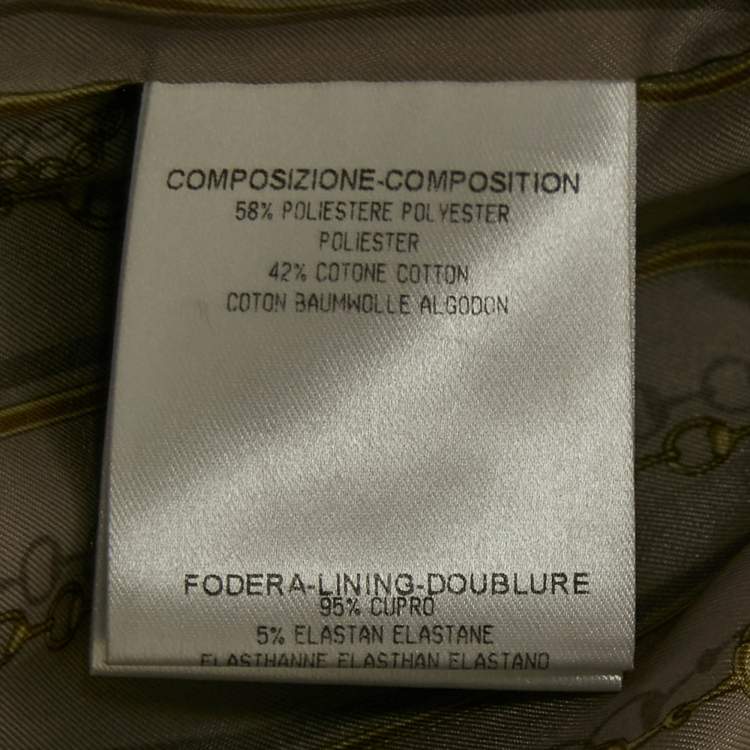 COMPOSIZIONE-COMPOSITION
58% POLIESTERE POLYESTER
POLIESTER
42% COTONE COTTON
COTON BAUMWOLLE ALGODON
FODERA-LINING-DOUBLURE
95% CUPRO
5% ELASTAN ELASTANE
ELASTHANNE ELASTHAN ELASTANO